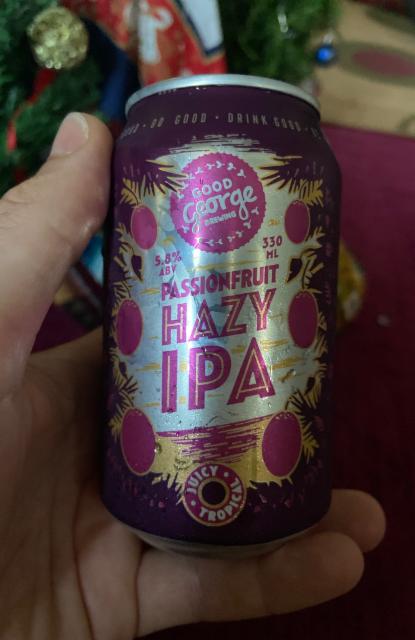 DO GOOD • DRINK GOOD •
GOOD
George
BREWING
5.8%
ABV
330
ML
PASSIONFRUIT
HAZY
IPA
JUICY •
TROPICAL